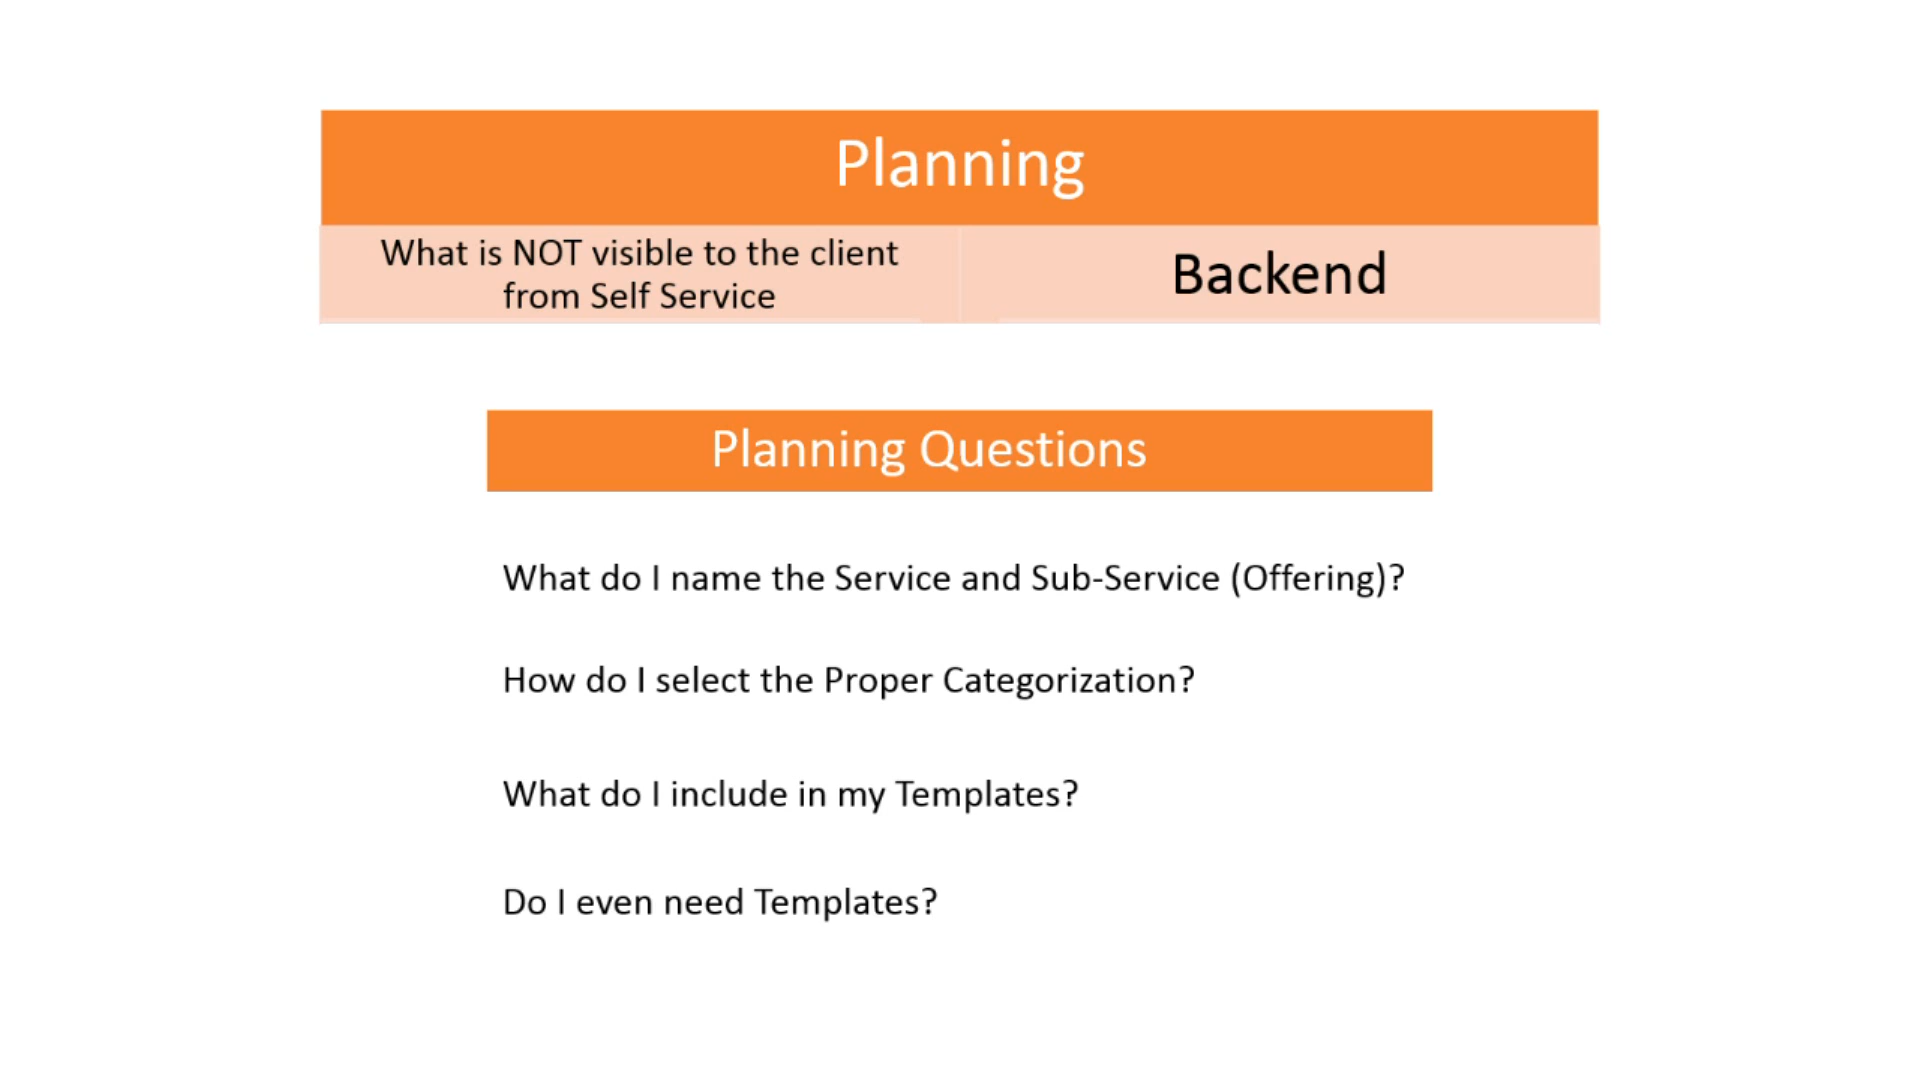 Planning
What is NOT visible to the client
from Self Service
Backend
Planning Questions
What do I name the Service and Sub-Service (Offering)?
How do I select the Proper Categorization?
What do I include in my Templates?
Do I even need Templates?